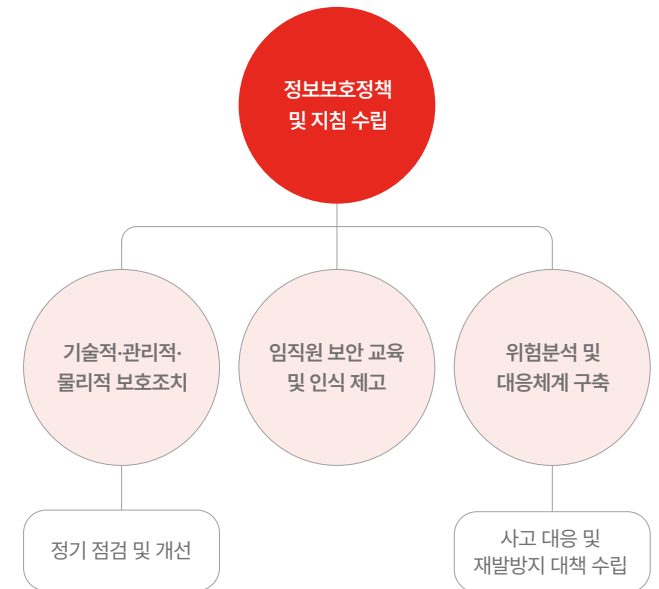 정보보호정책
및 지침 수립
기술적·관리적·
물리적 보호조치
임직원 보안 교육
및 인식 제고
위험분석 및
대응체계 구축
정기 점검 및 개선
사고 대응 및
재발방지 대책 수립